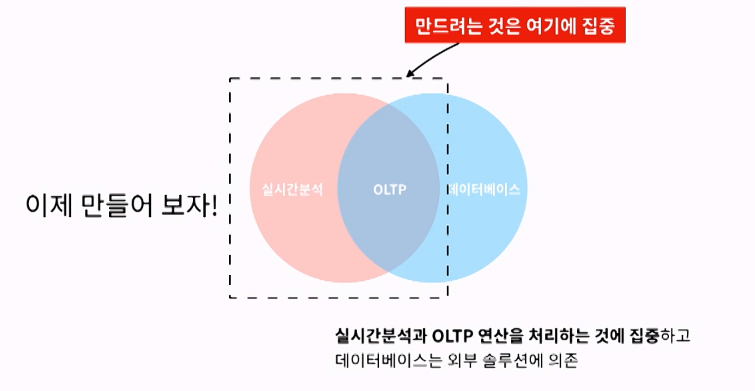 만드려는 것은 여기에 집중
이제 만들어 보자!
실시간분석
OLTP
데이터베이스
실시간분석과 OLTP 연산을 처리하는 것에 집중하고
데이터베이스는 외부 솔루션에 의존